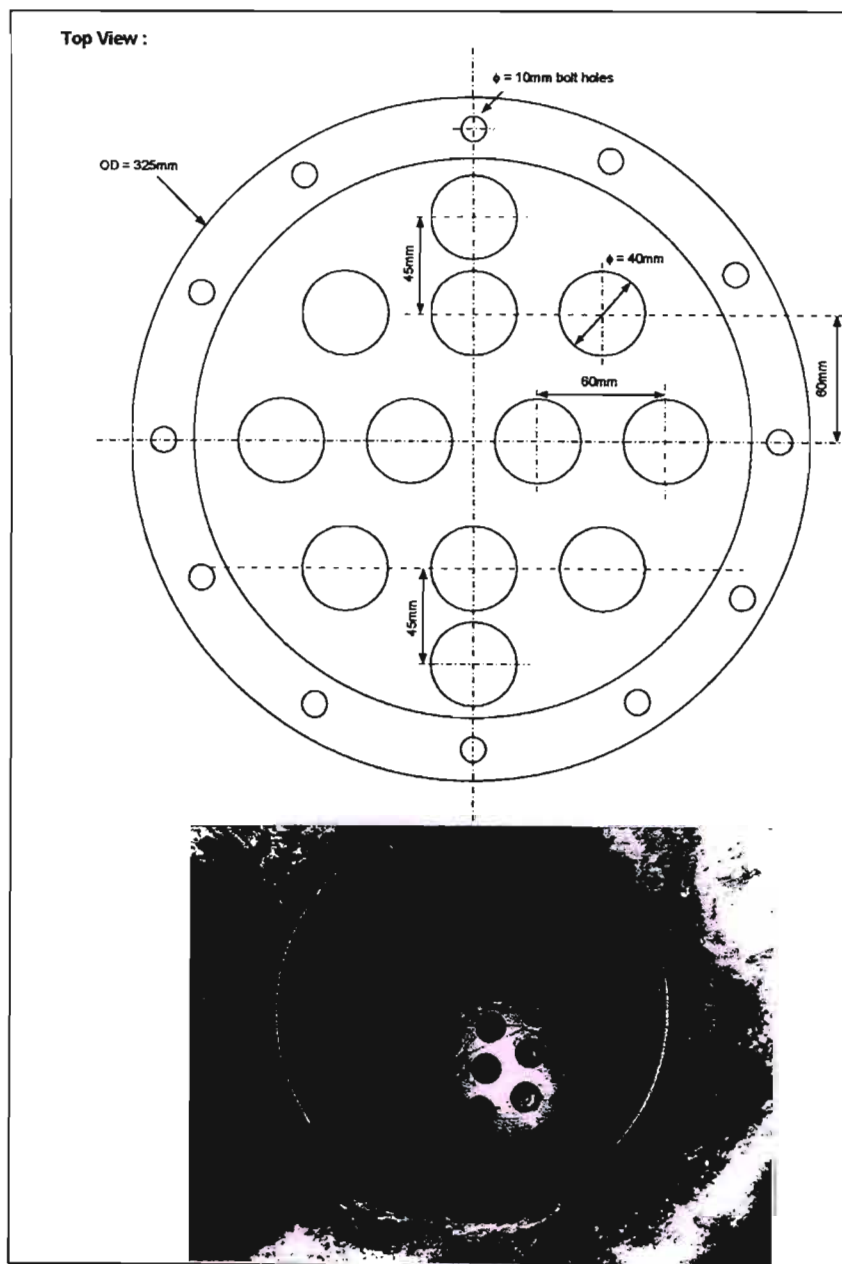 Top View :
ϕ = 10mm bolt holes
OD = 325mm
45mm
ϕ = 40mm
60mm
60mm
45mm